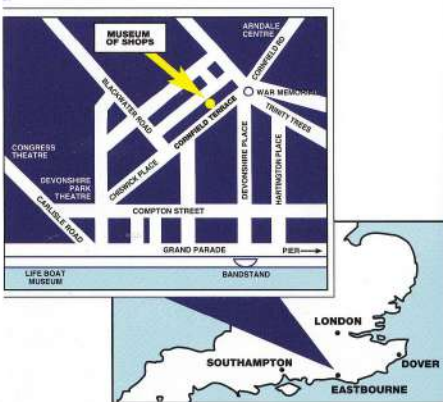 ARNDALE
CENTRE
MUSEUM
OF SHOPS
CORNFIELD RD
BLACKWATER ROAD
WAR MEMORIAL
TRINITY TREES
CORNFIELD TERRACE
CONGRESS
THEATRE
CHISWICK PLACE
DEVONSHIRE PLACE
HARTINGTON PLACE
DEVONSHIRE
PARK
THEATRE
CARLISLE ROAD
COMPTON STREET
GRAND PARADE
PIER
LIFE BOAT
MUSEUM
BANDSTAND
LONDON
SOUTHAMPTON
DOVER
EASTBOURNE